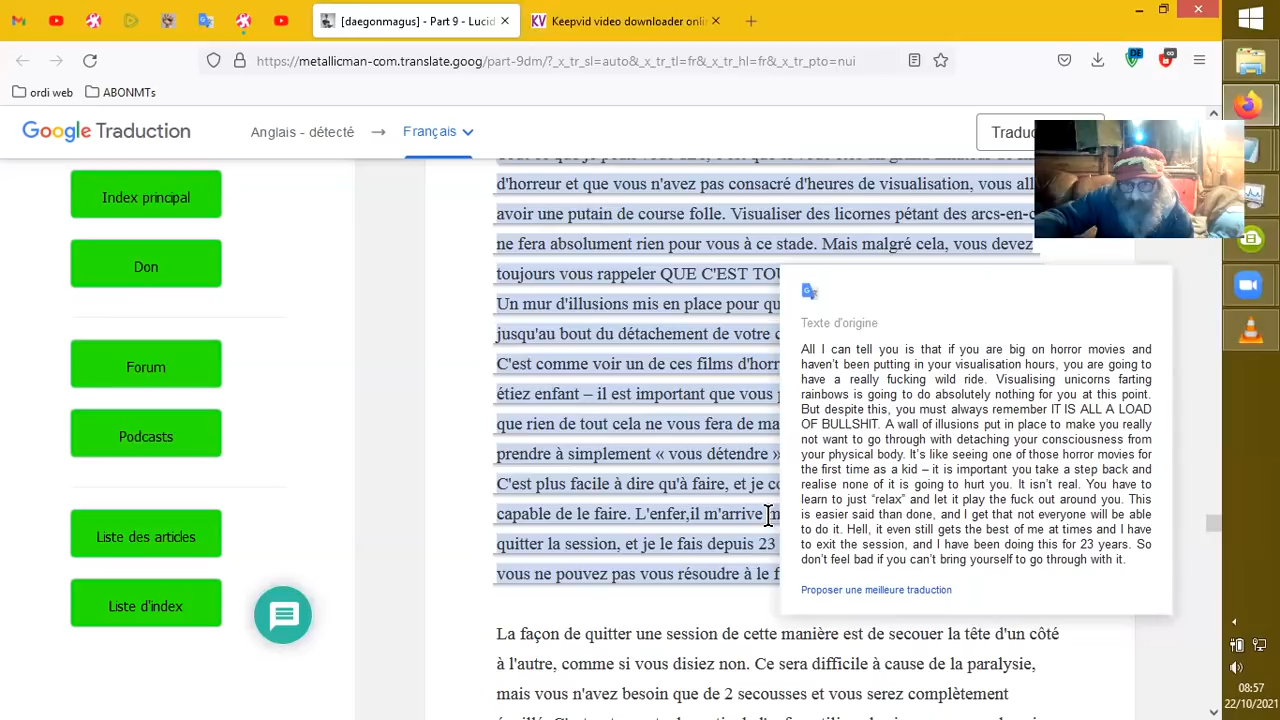 [daegonmagus] - Part 9 - Lucid
Keepvid video downloader onli
https://metallicman-com.translate.goog/part-9dm/?_x_tr_sl=auto&_x_tr_tl=fr&_x_tr_hl=fr&_x_tr_pto=nui
DE
ordi web
ABONMTs
Google Traduction
Anglais - détecté
Français
Traduc
Index principal
Don
Forum
Podcasts
Liste des articles
Liste d'index
d'horreur et que vous n'avez pas consacré d'heures de visualisation, vous all
avoir une putain de course folle. Visualiser des licornes pétant des arcs-en-c
ne fera absolument rien pour vous à ce stade. Mais malgré cela, vous devez
toujours vous rappeler QUE C'EST TOU
Un mur d'illusions mis en place pour qu
jusqu'au bout du détachement de votre c
C'est comme voir un de ces films d'horr
étiez enfant – il est important que vous p
que rien de tout cela ne vous fera de ma
prendre à simplement « vous détendre »
C'est plus facile à dire qu'à faire, et je co
capable de le faire. L'enfer,il m'arrive m
quitter la session, et je le fais depuis 23
vous ne pouvez pas vous résoudre à le f
Texte d'origine
All I can tell you is that if you are big on horror movies and
haven't been putting in your visualisation hours, you are going to
have a really fucking wild ride. Visualising unicorns farting
rainbows is going to do absolutely nothing for you at this point.
But despite this, you must always remember IT IS ALL A LOAD
OF BULLSHIT. A wall of illusions put in place to make you really
not want to go through with detaching your consciousness from
your physical body. It's like seeing one of those horror movies for
the first time as a kid – it is important you take a step back and
realise none of it is going to hurt you. It isn't real. You have to
learn to just “relax” and let it play the fuck out around you. This
is easier said than done, and I get that not everyone will be able
to do it. Hell, it even still gets the best of me at times and I have
to exit the session, and I have been doing this for 23 years. So
don't feel bad if you can't bring yourself to go through with it.
Proposer une meilleure traduction
La façon de quitter une session de cette manière est de secouer la tête d'un côté
à l'autre, comme si vous disiez non. Ce sera difficile à cause de la paralysie,
mais vous n'avez besoin que de 2 secousses et vous serez complètement
08:57
22/10/2021